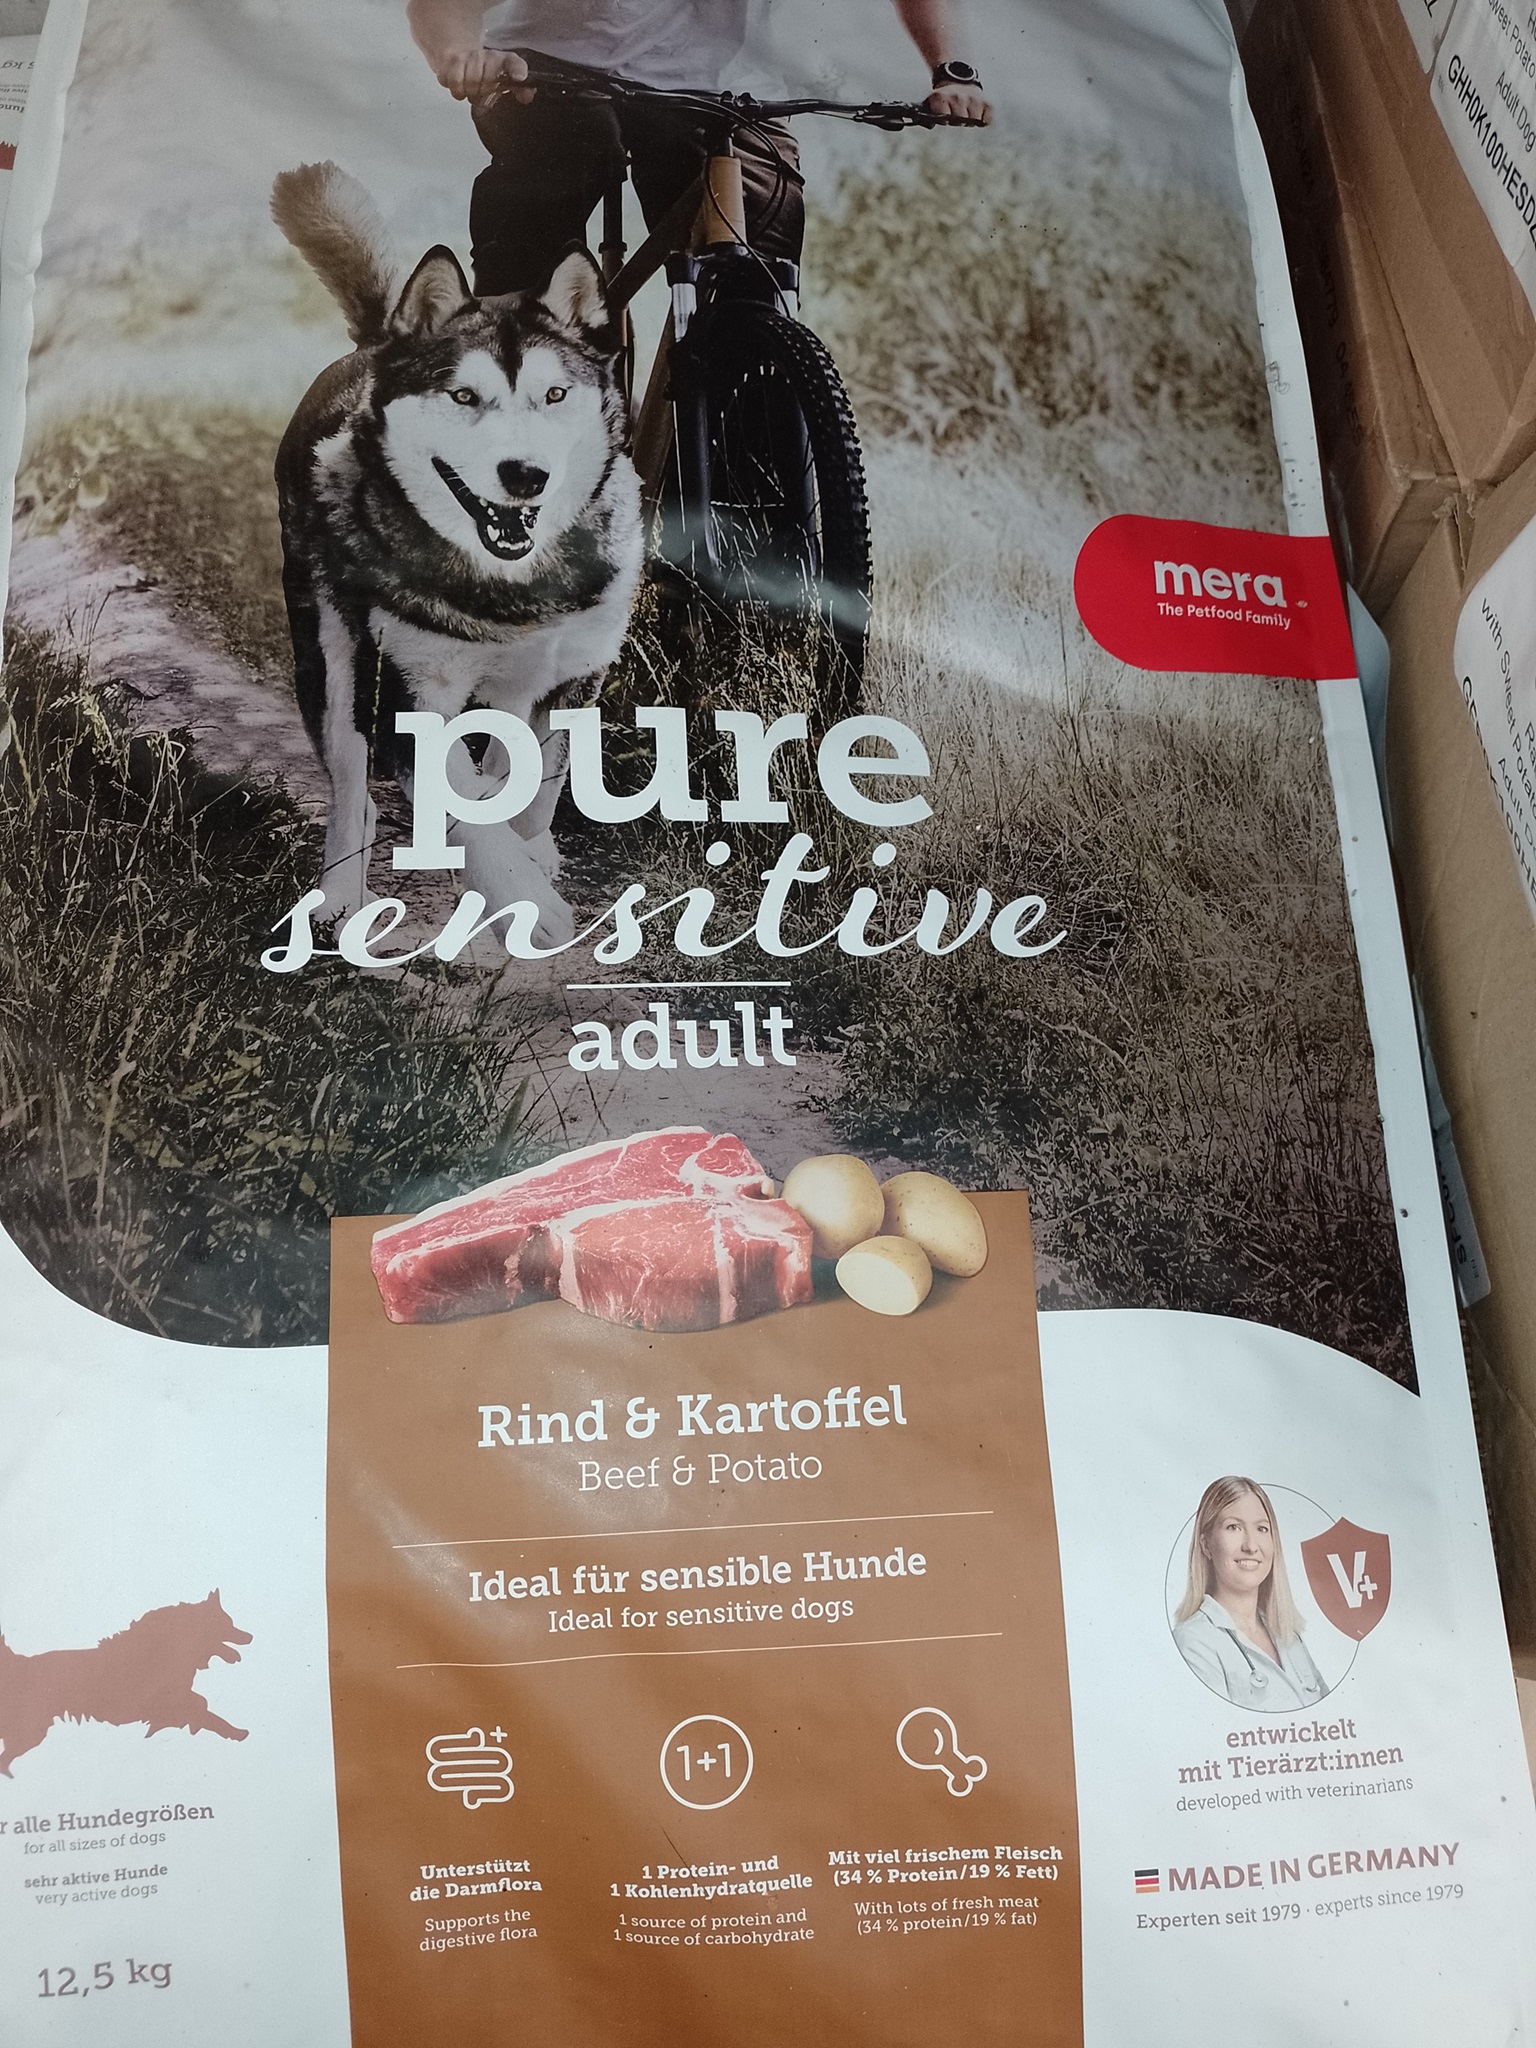 mera
The Petfood Family
pure
sensitive
adult
Rind & Kartoffel
Beef & Potato
Ideal für sensible Hunde
Ideal for sensitive dogs
1+1
Unterstützt
die Darmflora
Supports the
digestive flora
1 Protein- und
1 Kohlenhydratquelle
1 source of protein and
1 source of carbohydrate
Mit viel frischem Fleisch
(34 % Protein/19 % Fett)
With lots of fresh meat
(34 % protein/19 % fat)
alle Hundegrößen
for all sizes of dogs
sehr aktive Hunde
very active dogs
12,5 kg
V+
entwickelt
mit Tierärzt:innen
developed with veterinarians
MADE IN GERMANY
Experten seit 1979 · experts since 1979
Potato
Adult Dog
GHH0K100HESDZ
with Sweet